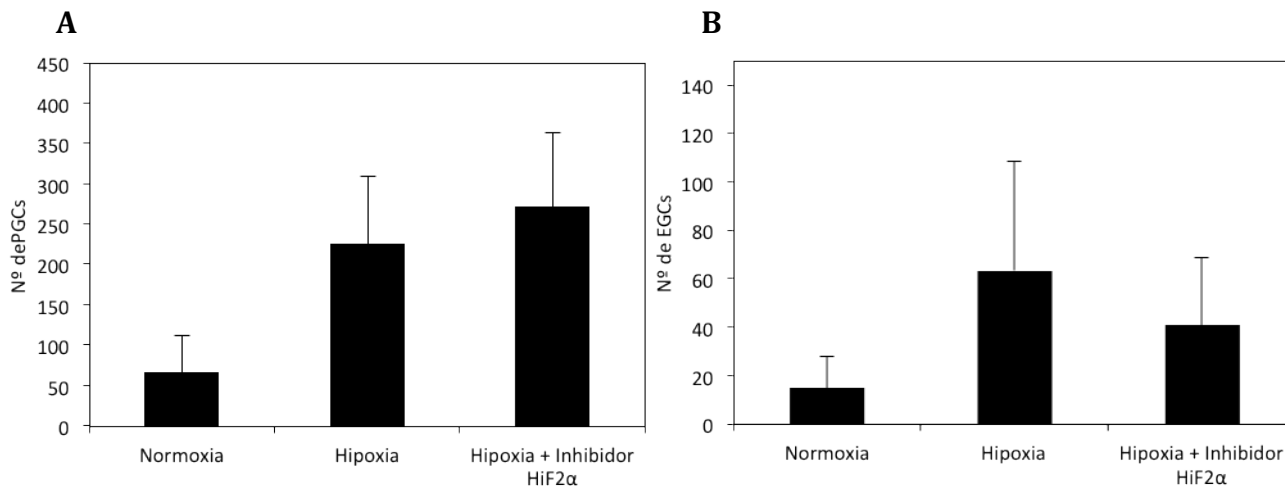 A
450
400
350
300
250
200
150
100
50
0
Nº dePGCs
Normoxia
Hipoxia
Hipoxia + Inhibidor
HiF2α
B
140
120
100
80
60
40
20
0
Nº de EGCs
Normoxia
Hipoxia
Hipoxia + Inhibidor
HiF2α